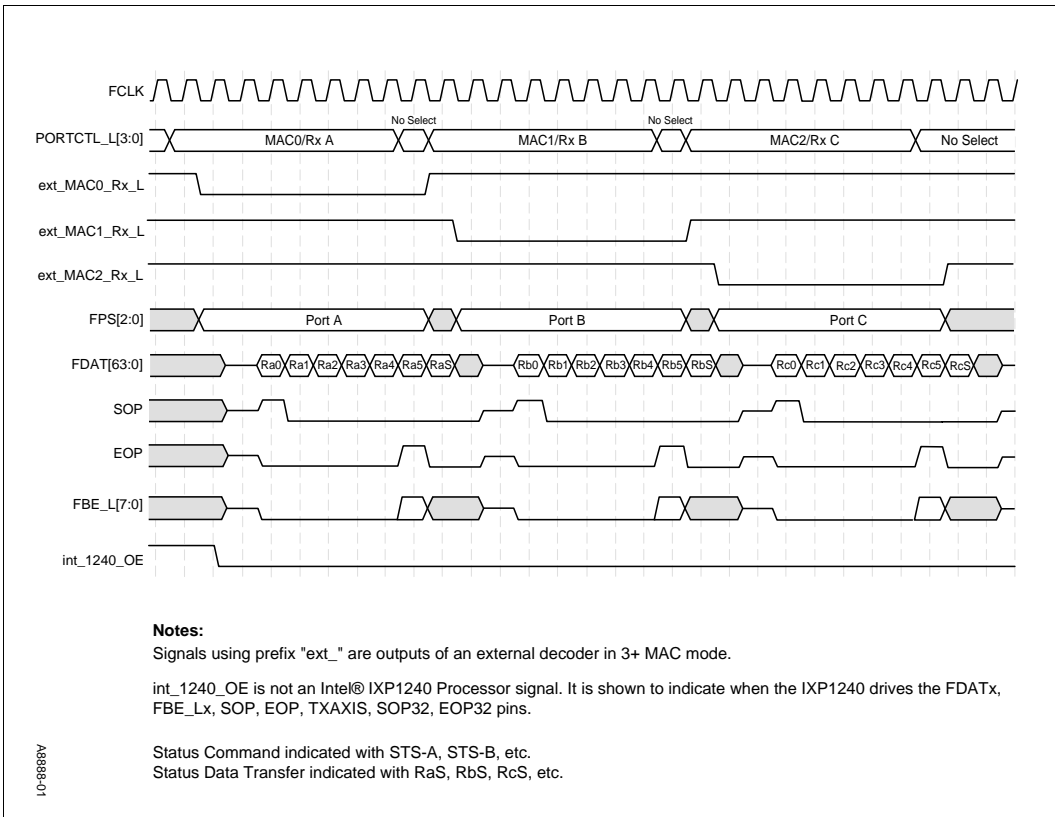 FCLK
No Select No Select
PORTCTL_L[3:0] MAC0/Rx A MAC1/Rx B MAC2/Rx C No Select
ext_MAC0_Rx_L
ext_MAC1_Rx_L
ext_MAC2_Rx_L
FPS[2:0] Port A Port B Port C
FDAT[63:0] Ra0 Ra1 Ra2 Ra3 Ra4 Ra5 RaS Rb0 Rb1 Rb2 Rb3 Rb4 Rb5 RbS Rc0 Rc1 Rc2 Rc3 Rc4 Rc5 RcS
SOP
EOP
FBE_L[7:0]
int_1240_OE
Notes:
Signals using prefix "ext_" are outputs of an external decoder in 3+ MAC mode.
int_1240_OE is not an Intel® IXP1240 Processor signal. It is shown to indicate when the IXP1240 drives the FDATx,
FBE_Lx, SOP, EOP, TXAXIS, SOP32, EOP32 pins.
Status Command indicated with STS-A, STS-B, etc.
Status Data Transfer indicated with RaS, RbS, RcS, etc.
A8888-01